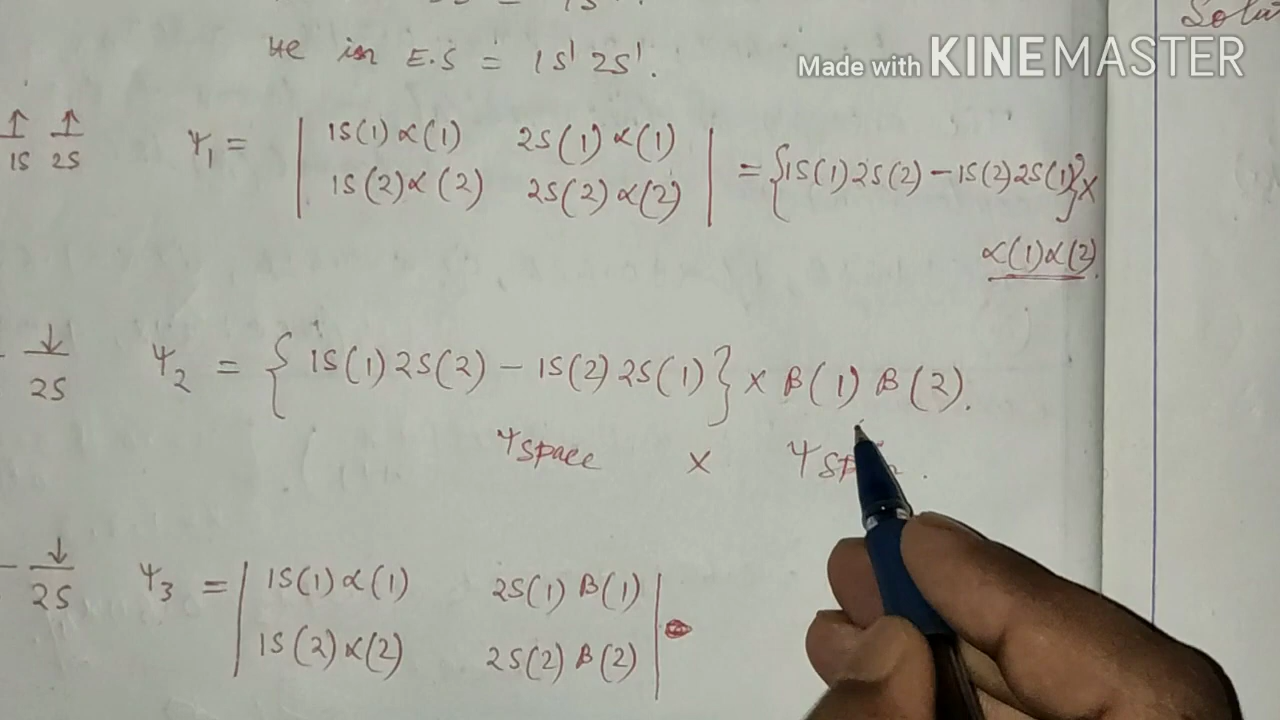 Solu
He in E.S = 1S¹ 2S¹.
Made with KINEMASTER
↑ ↑
1S 2S
Ψ₁ = | 1S(1)α(1) 2S(1)α(1) | = {1S(1)2S(2) – 1S(2)2S(1)} ×
| 1S(2)α(2) 2S(2)α(2) |
α(1)α(2).
↓
2S
Ψ₂ = { 1S(1)2S(2) – 1S(2)2S(1) } × β(1) β(2).
Ψspace ×
↓
2S
Ψ₃ = | 1S(1)α(1) 2S(1)β(1) |
| 1S(2)α(2) 2S(2)β(2) |